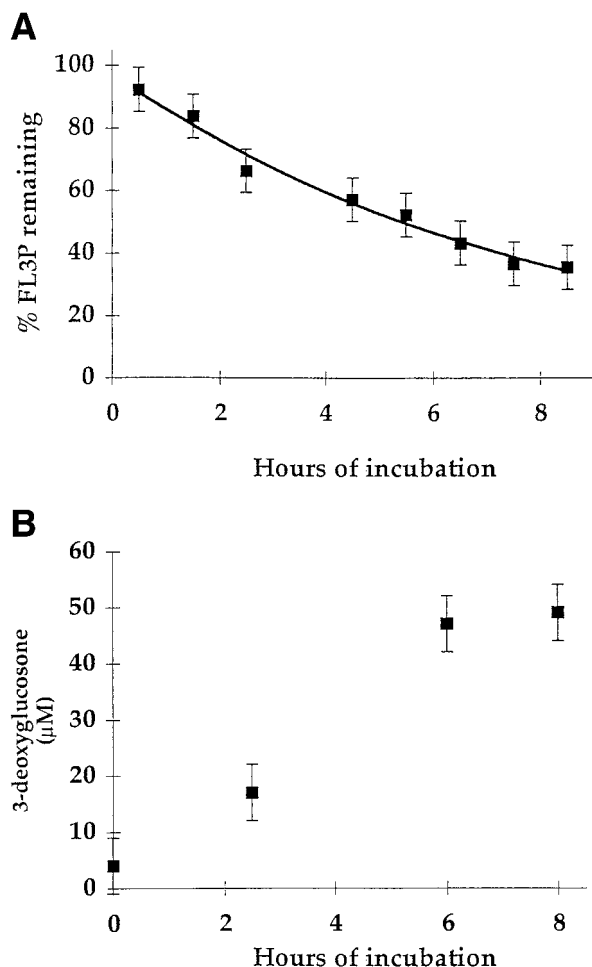 A
100
80
60
40
20
0
% FL3P remaining
0 2 4 6 8
Hours of incubation
B
60
50
40
30
20
10
0
3-deoxyglucosone
(μM)
0 2 4 6 8
Hours of incubation